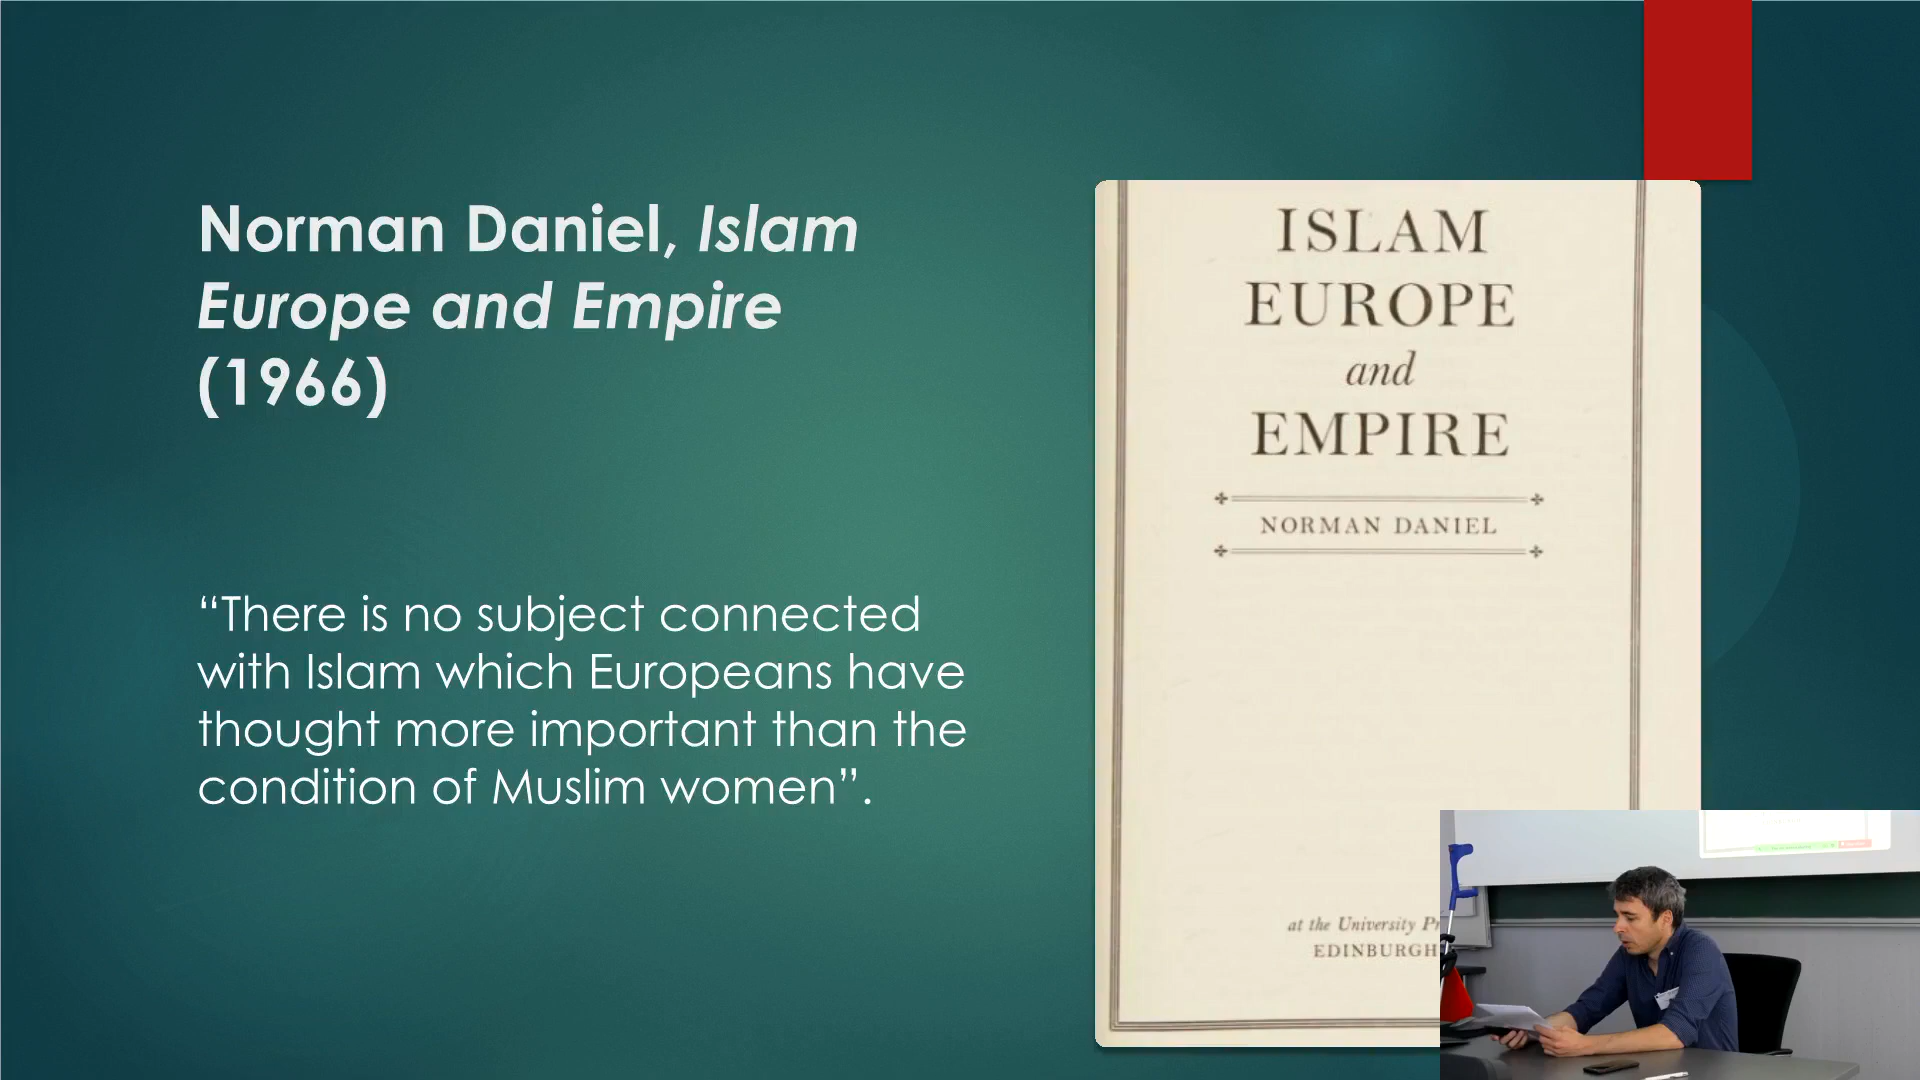 Norman Daniel, Islam
Europe and Empire
(1966)
“There is no subject connected
with Islam which Europeans have
thought more important than the
condition of Muslim women”.
ISLAM
EUROPE
and
EMPIRE
NORMAN DANIEL
at the University
EDINBURGH